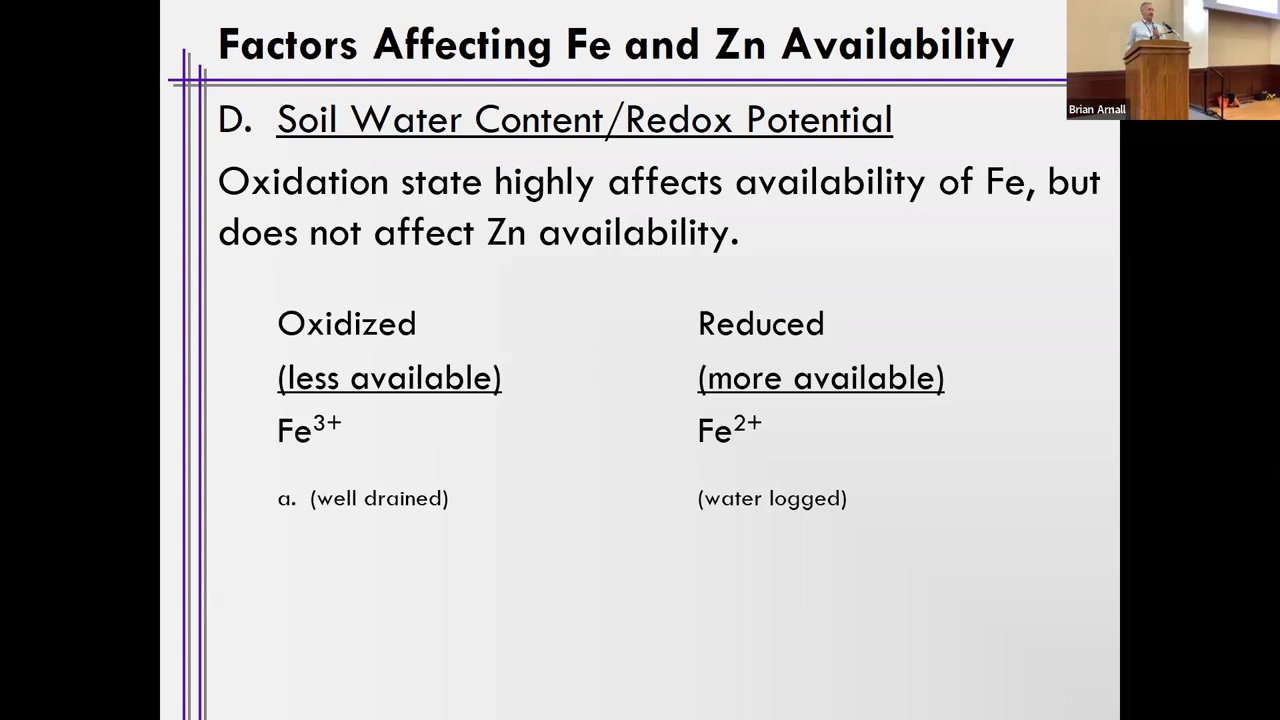 Factors Affecting Fe and Zn Availability
Brian Arnall
D. Soil Water Content/Redox Potential
Oxidation state highly affects availability of Fe, but
does not affect Zn availability.
Oxidized Reduced
(less available) (more available)
Fe³⁺ Fe²⁺
a. (well drained) (water logged)